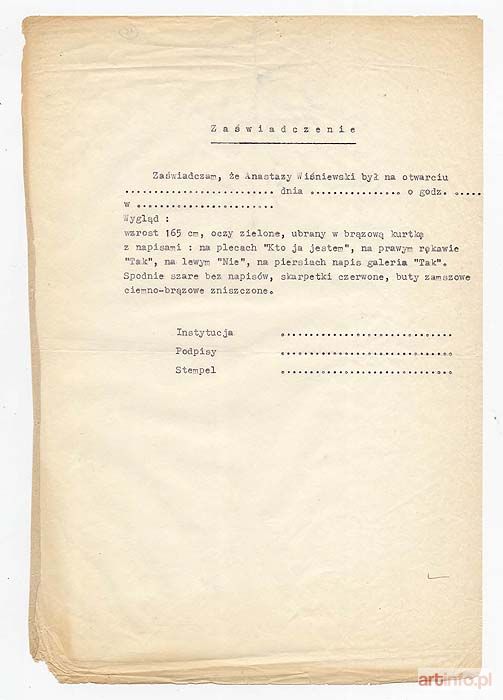 Zaświadczenie
Zaświadczam, że Anastazy Wiśniewski był na otwarciu
......................... dnia ............... o godz. .....
w .......................
Wygląd :
wzrost 165 cm, oczy zielone, ubrany w brązową kurtkę
z napisami : na plecach "Kto ja jestem", na prawym rękawie
"Tak", na lewym "Nie", na piersiach napis galeria "Tak".
Spodnie szare bez napisów, skarpetki czerwone, buty zamszowe
ciemno-brązowe zniszczone.
Instytucja .............................
Podpisy .............................
Stempel .............................
artinfo.pl